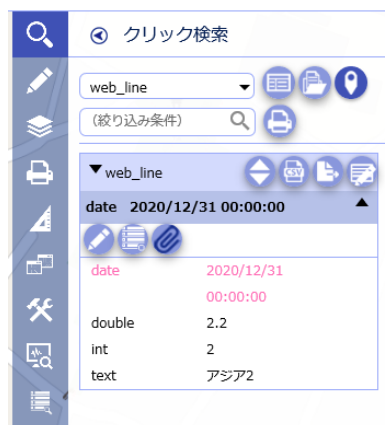 クリック検索
web_line
(絞り込み条件)
web_line
CSV
date 2020/12/31 00:00:00
date 2020/12/31
00:00:00
double 2.2
int 2
text アジア2